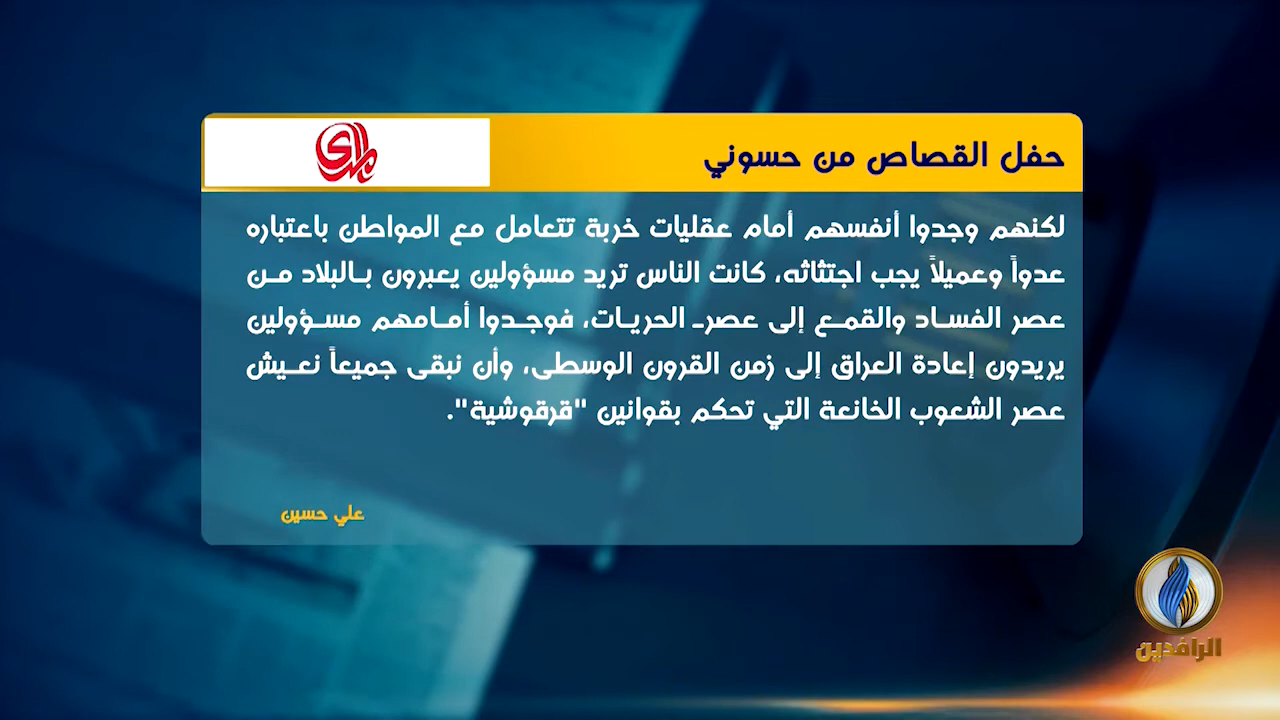 حفل القصاص من حسوني
المدى
لكنهم وجدوا أنفسهم أمام عقليات خربة تتعامل مع المواطن باعتباره
عدواً وعميلاً يجب اجتثاثه، كانت الناس تريد مسؤولين يعبرون بالبلاد من
عصر الفساد والقمع إلى عصر الحريات، فوجدوا أمامهم مسؤولين
يريدون إعادة العراق إلى زمن القرون الوسطى، وأن نبقى جميعاً نعيش
عصر الشعوب الخانعة التي تحكم بقوانين "قرقوشية".
علي حسين
الرافدين